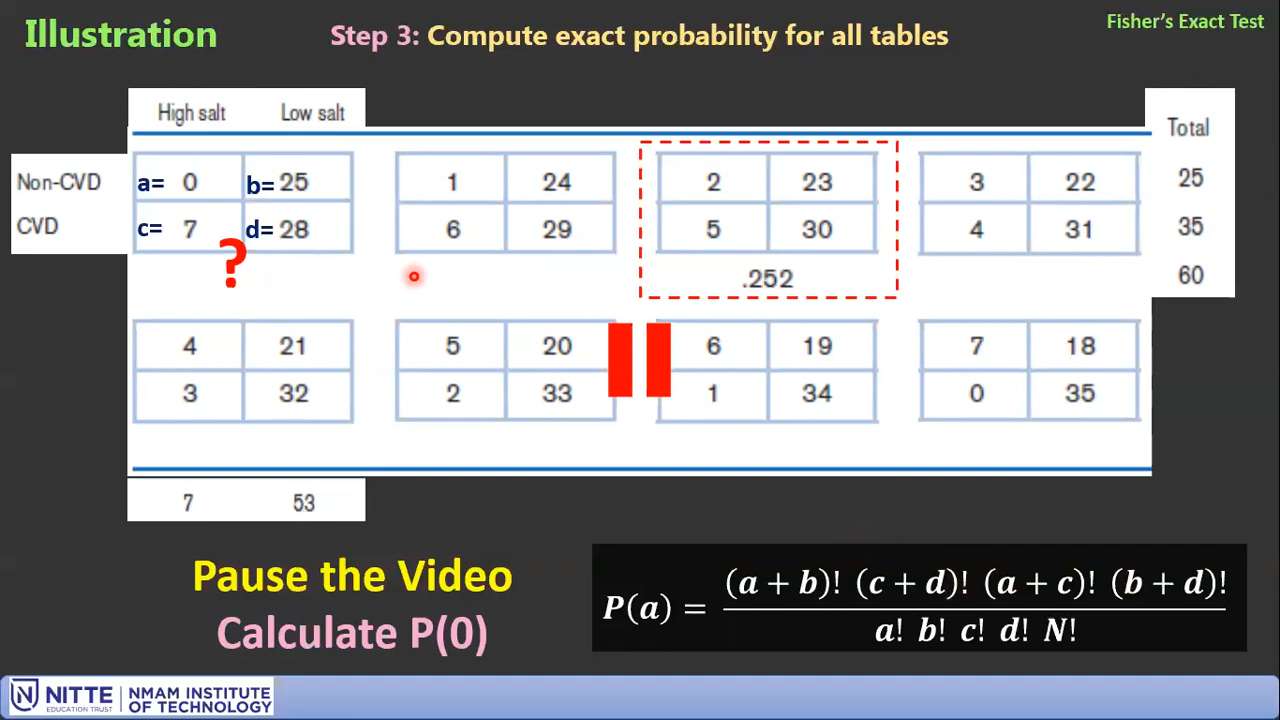 Illustration
Step 3: Compute exact probability for all tables
Fisher's Exact Test
High salt Low salt
Total
Non-CVD a= 0 b= 25 1 24 2 23 3 22 25
CVD c= 7 d= 28 6 29 5 30 4 31 35
?
.252 60
4 21 5 20 6 19 7 18
3 32 2 33 1 34 0 35
7 53
Pause the Video
Calculate P(0)
P(a) = (a + b)! (c + d)! (a + c)! (b + d)!
a! b! c! d! N!
NITTE
EDUCATION TRUST
NMAM INSTITUTE
OF TECHNOLOGY